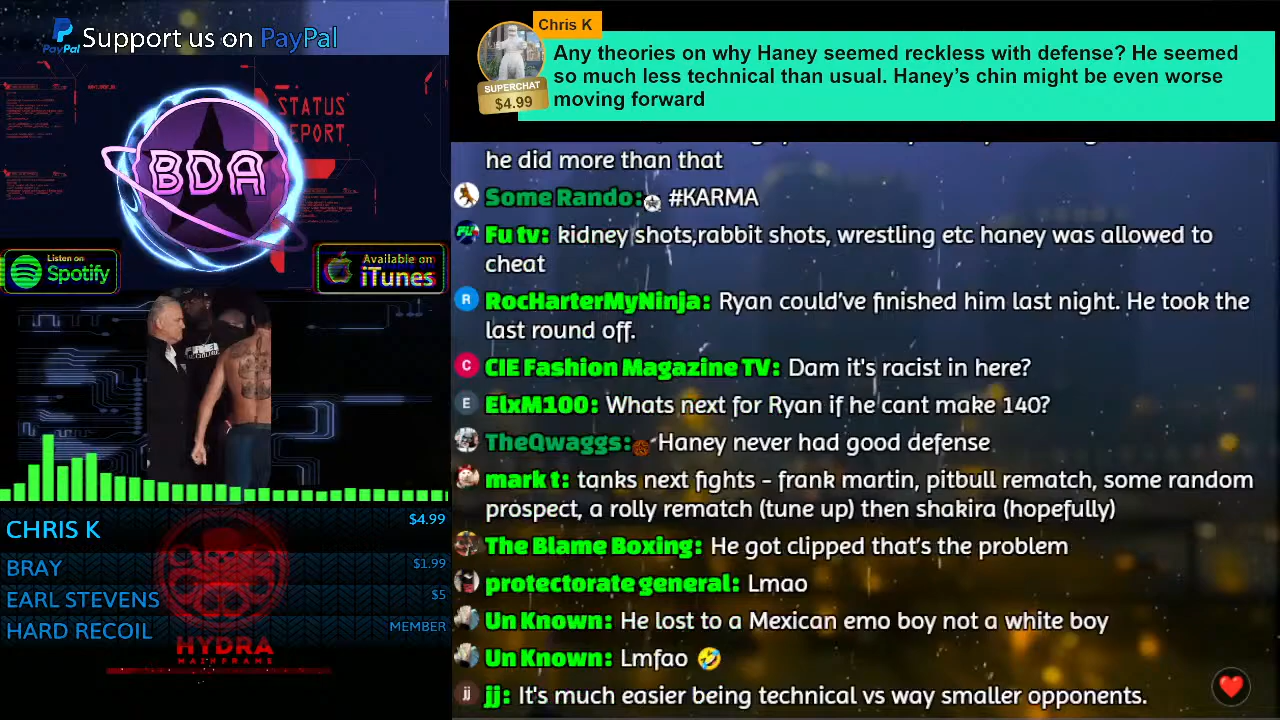 PayPal
Support us on PayPal
STATUS
REPORT
BDA
Listen on
Spotify
Available on
iTunes
CHRIS K $4.99
BRAY $1.99
EARL STEVENS $5
HARD RECOIL MEMBER
HYDRA
MAINFRAME
Chris K
SUPERCHAT
$4.99
Any theories on why Haney seemed reckless with defense? He seemed
so much less technical than usual. Haney’s chin might be even worse
moving forward
he did more than that
Some Rando: #KARMA
Fu tv: kidney shots,rabbit shots, wrestling etc haney was allowed to
cheat
R
RocHarterMyNinja: Ryan could’ve finished him last night. He took the
last round off.
C
CIE Fashion Magazine TV: Dam it's racist in here?
E
ElxM100: Whats next for Ryan if he cant make 140?
TheQwaggs: Haney never had good defense
mark t: tanks next fights - frank martin, pitbull rematch, some random
prospect, a rolly rematch (tune up) then shakira (hopefully)
The Blame Boxing: He got clipped that’s the problem
protectorate general: Lmao
Un Known: He lost to a Mexican emo boy not a white boy
Un Known: Lmfao 🤣
jj
jj: It's much easier being technical vs way smaller opponents.